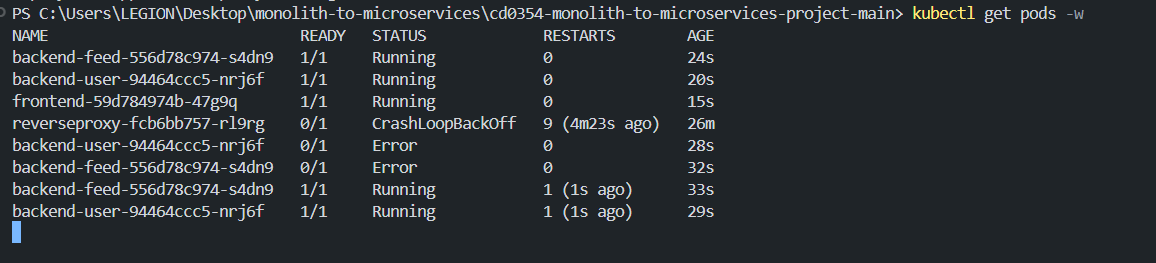 PS C:\Users\LEGION\Desktop\monolith-to-microservices\cd0354-monolith-to-microservices-project-main> kubectl get pods -w
NAME READY STATUS RESTARTS AGE
backend-feed-556d78c974-s4dn9 1/1 Running 0 24s
backend-user-94464ccc5-nrj6f 1/1 Running 0 20s
frontend-59d784974b-47g9q 1/1 Running 0 15s
reverseproxy-fcb6bb757-rl9rg 0/1 CrashLoopBackOff 9 (4m23s ago) 26m
backend-user-94464ccc5-nrj6f 0/1 Error 0 28s
backend-feed-556d78c974-s4dn9 0/1 Error 0 32s
backend-feed-556d78c974-s4dn9 1/1 Running 1 (1s ago) 33s
backend-user-94464ccc5-nrj6f 1/1 Running 1 (1s ago) 29s